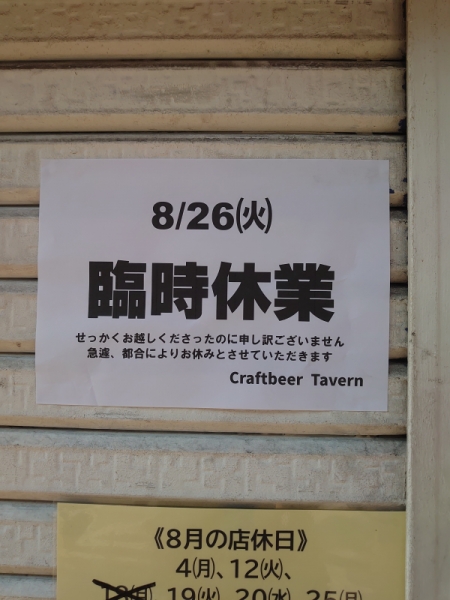 8/26㈫
臨時休業
せっかくお越しくださったのに申し訳ございません
急遽、都合によりお休みとさせていただきます
Craftbeer Tavern
《8月の店休日》
4㈪、12㈫、
19㈫、20㈬、25㈪